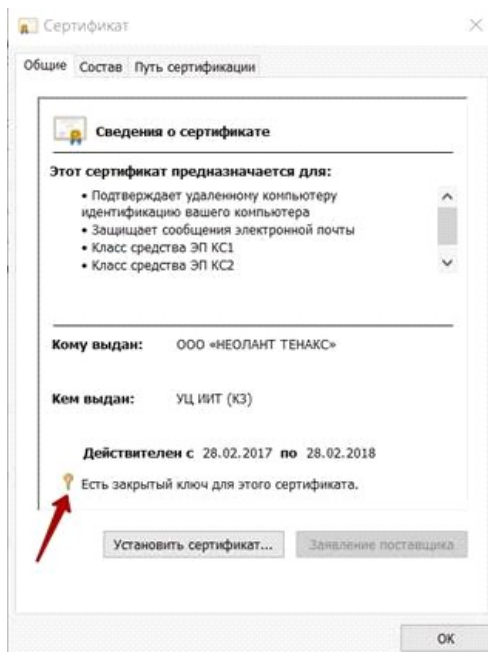 Сертификат
Общие Состав Путь сертификации
Сведения о сертификате
Этот сертификат предназначается для:
• Подтверждает удаленному компьютеру
идентификацию вашего компьютера
• Защищает сообщения электронной почты
• Класс средства ЭП КС1
• Класс средства ЭП КС2
Кому выдан: ООО «НЕОЛАНТ ТЕНАКС»
Кем выдан: УЦ ИИТ (К3)
Действителен с 28.02.2017 по 28.02.2018
Есть закрытый ключ для этого сертификата.
Установить сертификат... Заявление поставщика
ОК